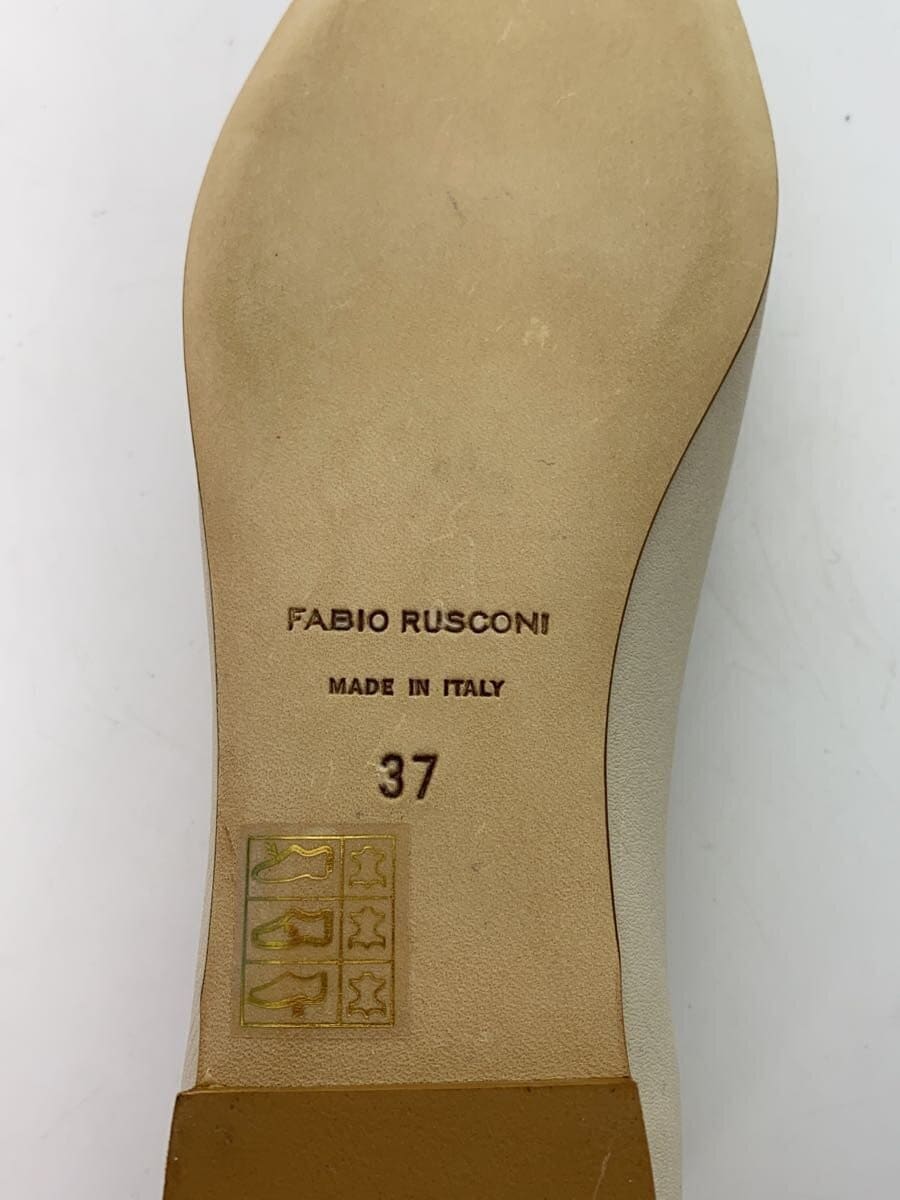 FABIO RUSCONI
MADE IN ITALY
37